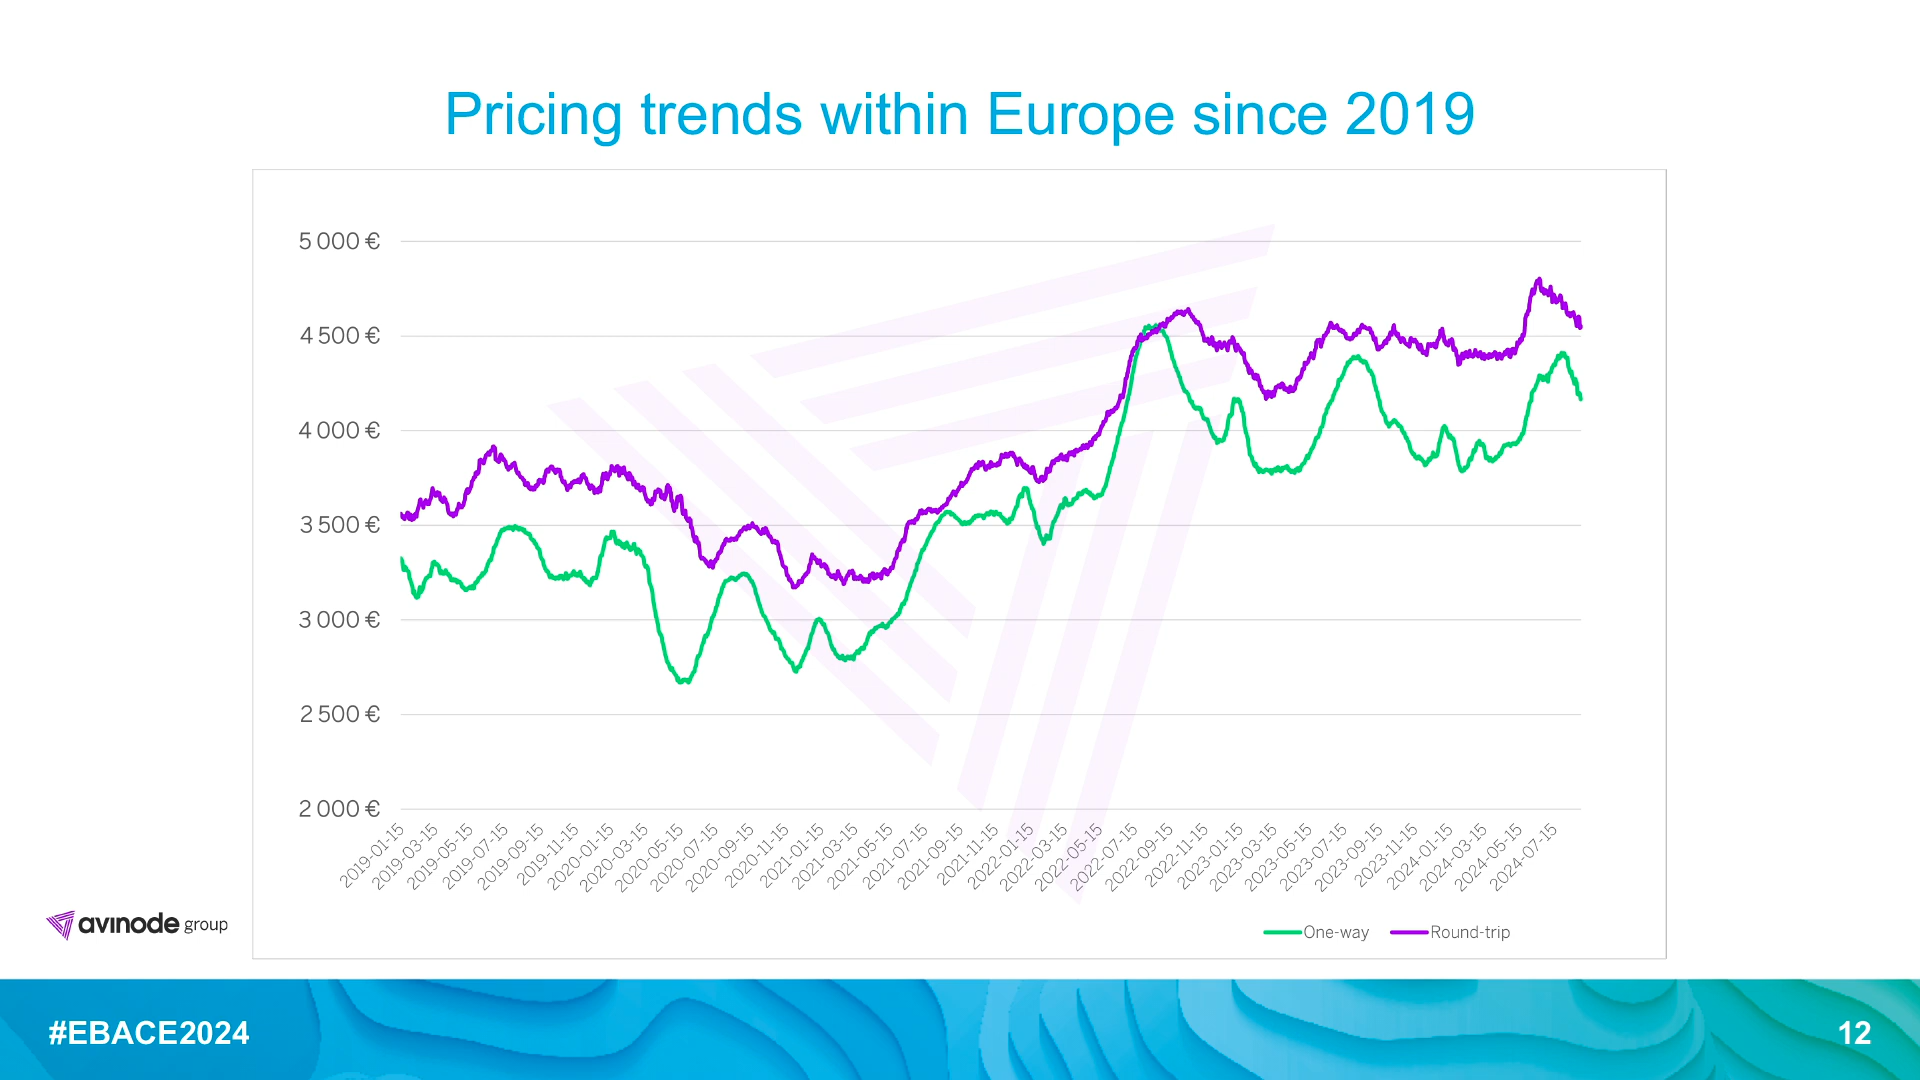 Pricing trends within Europe since 2019
5 000 €
4 500 €
4 000 €
3 500 €
3 000 €
2 500 €
2 000 €
2019-01-15
2019-03-15
2019-05-15
2019-07-15
2019-09-15
2019-11-15
2020-01-15
2020-03-15
2020-05-15
2020-07-15
2020-09-15
2020-11-15
2021-01-15
2021-03-15
2021-05-15
2021-07-15
2021-09-15
2021-11-15
2022-01-15
2022-03-15
2022-05-15
2022-07-15
2022-09-15
2022-11-15
2023-01-15
2023-03-15
2023-05-15
2023-07-15
2023-09-15
2023-11-15
2024-01-15
2024-03-15
2024-05-15
2024-07-15
One-way
Round-trip
avinode group
#EBACE2024
12